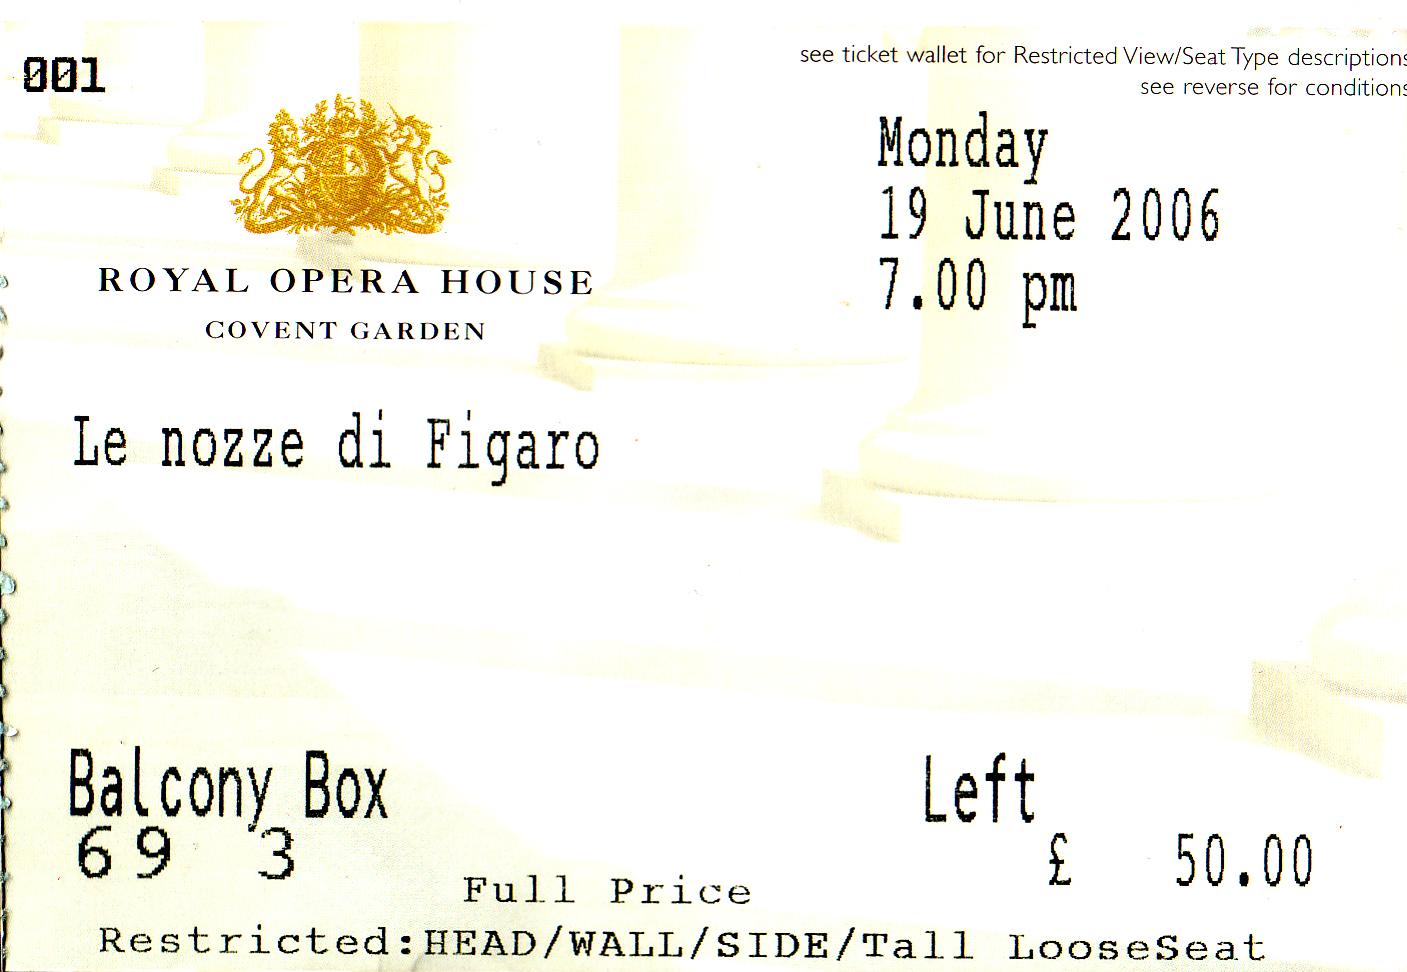 001
see ticket wallet for Restricted View/Seat Type descriptions
see reverse for conditions
ROYAL OPERA HOUSE
COVENT GARDEN
Monday
19 June 2006
7.00 pm
Le nozze di Figaro
Balcony Box Left
69 3 £ 50.00
Full Price
Restricted:HEAD/WALL/SIDE/Tall LooseSeat